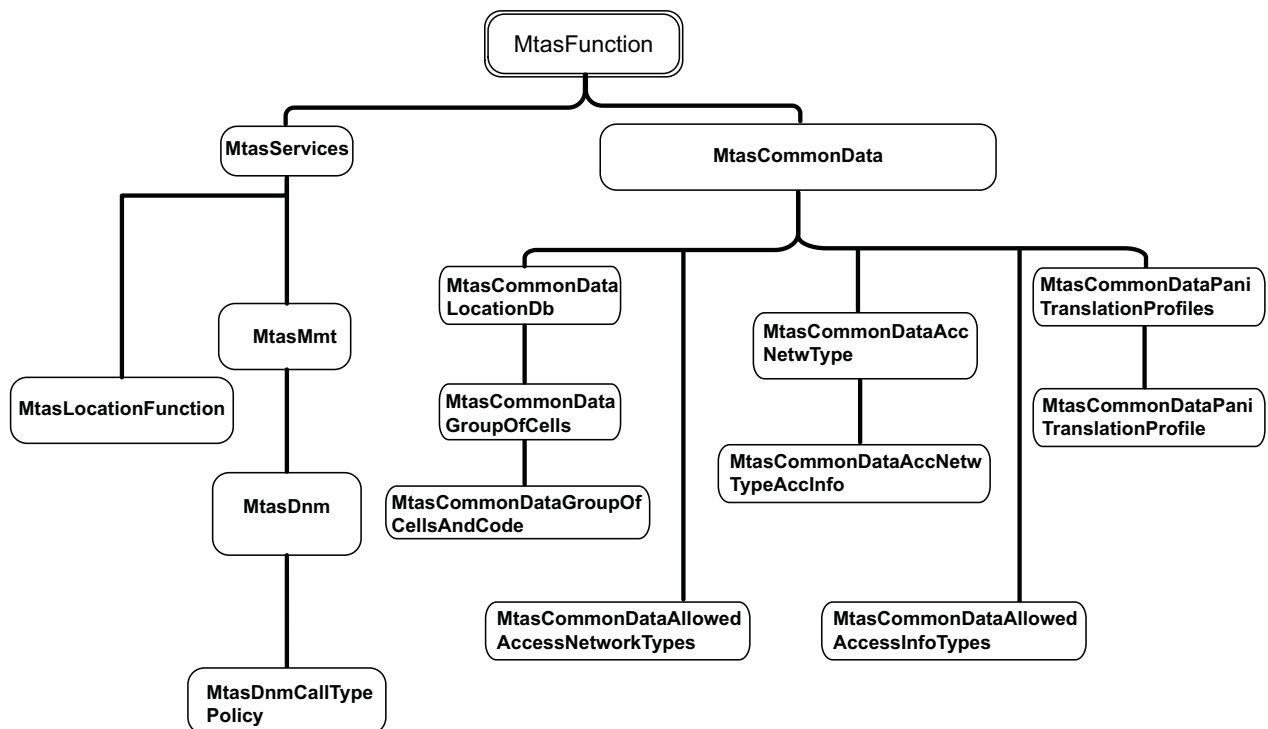 MtasFunction
MtasServices
MtasCommonData
MtasCommonData
LocationDb
MtasCommonDataPani
TranslationProfiles
MtasMmt
MtasCommonDataAcc
NetwType
MtasLocationFunction
MtasCommonData
GroupOfCells
MtasCommonDataPani
TranslationProfile
MtasCommonDataAccNetw
TypeAccInfo
MtasDnm
MtasCommonDataGroupOf
CellsAndCode
MtasCommonDataAllowed
AccessNetworkTypes
MtasCommonDataAllowed
AccessInfoTypes
MtasDnmCallType
Policy